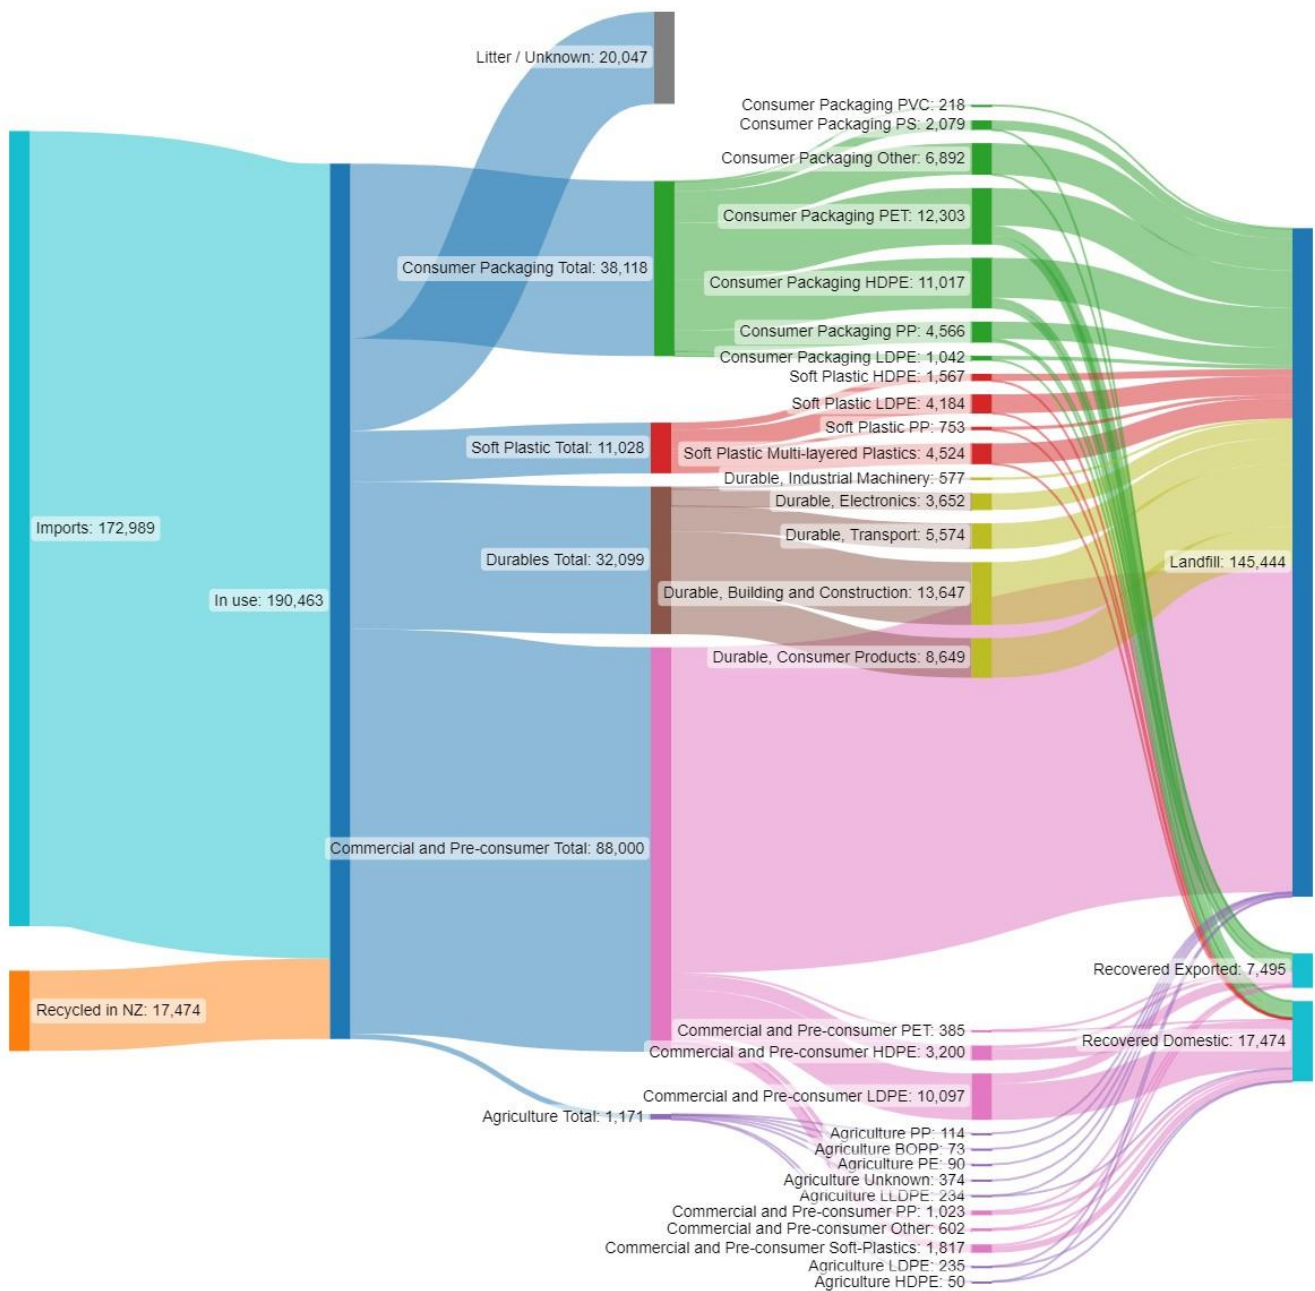 Litter / Unknown: 20,047
Consumer Packaging PVC: 218
Consumer Packaging PS: 2,079
Consumer Packaging Other: 6,892
Consumer Packaging PET: 12,303
Consumer Packaging Total: 38,118
Consumer Packaging HDPE: 11,017
Consumer Packaging PP: 4,566
Consumer Packaging LDPE: 1,042
Soft Plastic HDPE: 1,567
Soft Plastic LDPE: 4,184
Soft Plastic PP: 753
Soft Plastic Total: 11,028
Soft Plastic Multi-layered Plastics: 4,524
Durable, Industrial Machinery: 577
Durable, Electronics: 3,652
Imports: 172,989
Durable, Transport: 5,574
Durables Total: 32,099
Landfill: 145,444
Durable, Building and Construction: 13,647
In use: 190,463
Durable, Consumer Products: 8,649
Commercial and Pre-consumer Total: 88,000
Recovered Exported: 7,495
Recycled in NZ: 17,474
Commercial and Pre-consumer PET: 385
Recovered Domestic: 17,474
Commercial and Pre-consumer HDPE: 3,200
Commercial and Pre-consumer LDPE: 10,097
Agriculture Total: 1,171
Agriculture PP: 114
Agriculture BOPP: 73
Agriculture PE: 90
Agriculture Unknown: 374
Agriculture LLDPE: 234
Commercial and Pre-consumer PP: 1,023
Commercial and Pre-consumer Other: 602
Commercial and Pre-consumer Soft-Plastics: 1,817
Agriculture LDPE: 235
Agriculture HDPE: 50